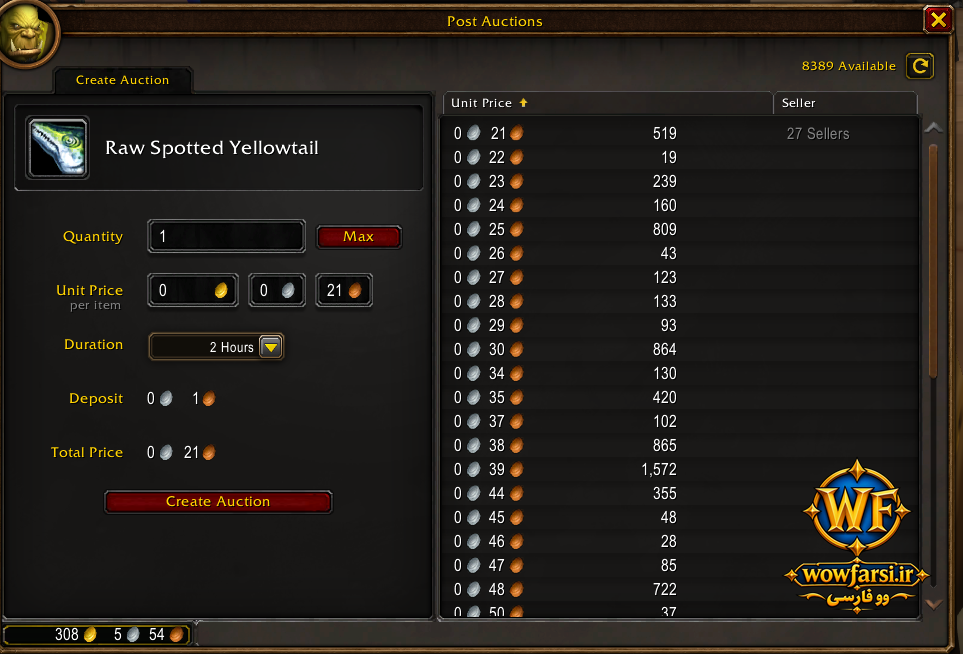 Post Auctions
8389 Available
Create Auction
Raw Spotted Yellowtail
Quantity 1 Max
Unit Price 0 0 21
per item
Duration 2 Hours
Deposit 0 1
Total Price 0 21
Create Auction
308 5 54
Unit Price Seller
0 21 519 27 Sellers
0 22 19
0 23 239
0 24 160
0 25 809
0 26 43
0 27 123
0 28 133
0 29 93
0 30 864
0 34 130
0 35 420
0 37 102
0 38 865
0 39 1,572
0 44 355
0 45 48
0 46 28
0 47 85
0 48 722
0 50 37
WF
wowfarsi.ir
وو فارسی